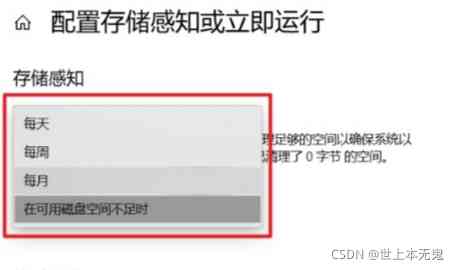 配置存储感知或立即运行
存储感知
每天
理足够的空间以确保系统以
每周
清理了 0 字节 的空间。
每月
在可用磁盘空间不足时
CSDN @世上本无鬼